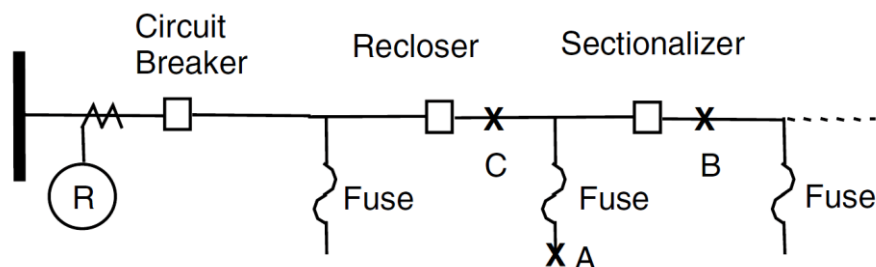 Circuit
Breaker
Recloser
Sectionalizer
X
X
C
B
R
Fuse
Fuse
Fuse
X A